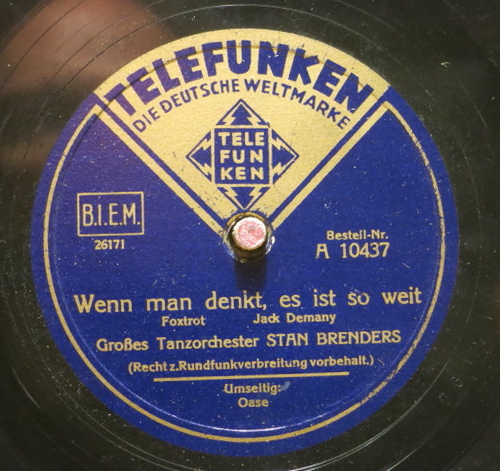 TELEFUNKEN
DIE DEUTSCHE WELTMARKE
TELE
FUN
KEN
B.I.E.M.
26171
Bestell-Nr.
A 10437
Wenn man denkt, es ist so weit
Foxtrot Jack Demany
Großes Tanzorchester STAN BRENDERS
(Recht z. Rundfunkverbreitung vorbehalt.)
Umseitig:
Oase